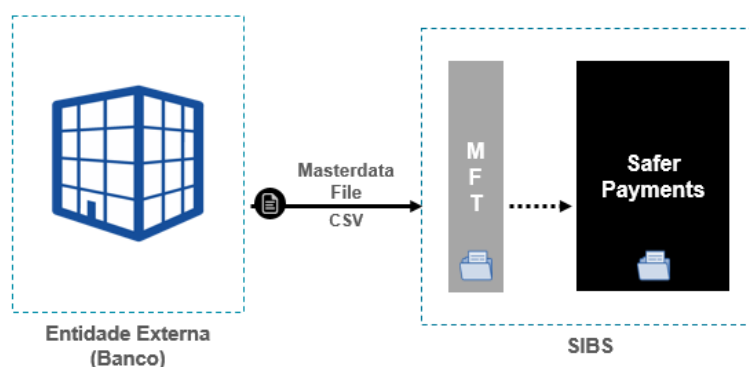 Masterdata
File
CSV
M
F
T
Safer
Payments
Entidade Externa
(Banco)
SIBS